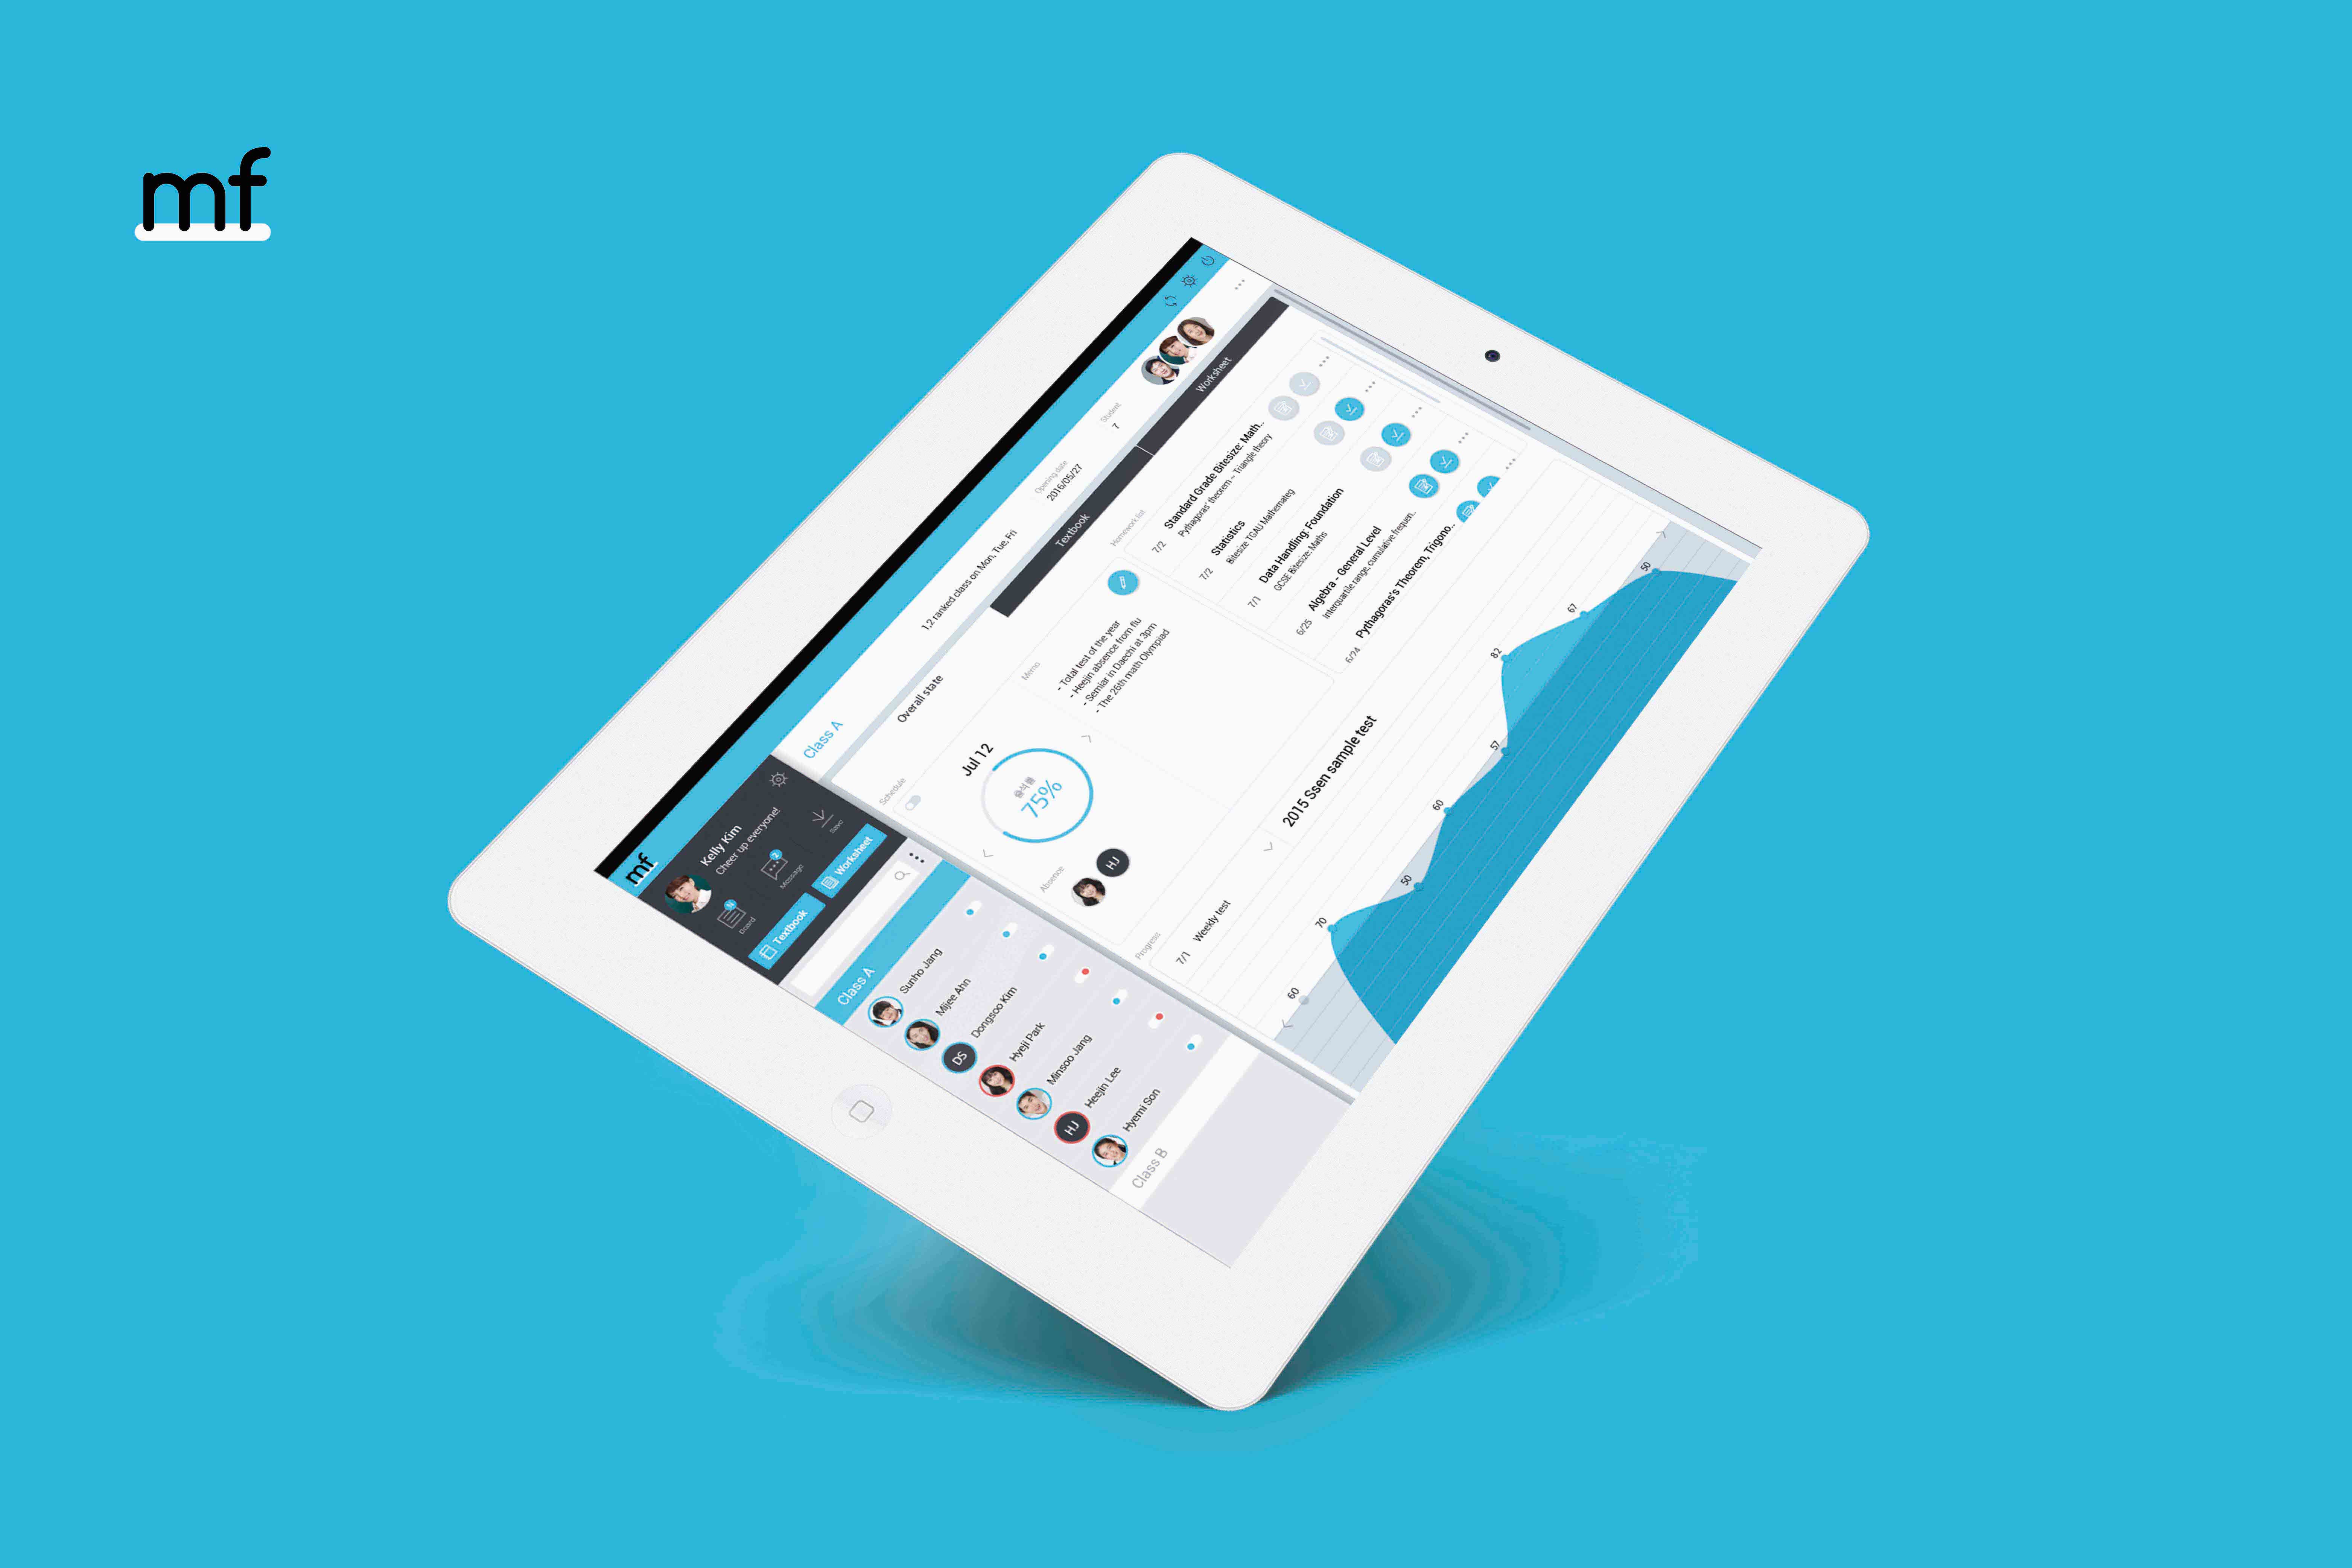 mf
mf
Kelly Kim
Cheer up everyone!
N
Board
2
Message
Save
Textbook
Worksheet
Class A
Sunho Jang
Mijee Ahn
DS
Dongsoo Kim
Hyeji Park
Minsoo Jang
HJ
Heejin Lee
Hyemi Son
Class B
Class A
1,2 ranked class on Mon, Tue, Fri
Opening date
2016/05/27
Student
7
Overall state
Textbook
Worksheet
Schedule
Jul 12
출석률
75%
Absence
HJ
Memo
- Total test of the year
- Heejin absence from flu
- Semiar in Daechi at 3pm
- The 26th math Olympiad
Homework list
7/2
Standard Grade Bitesize: Math..
Pythagoras' theorem – Triangle theory
7/2
Statistics
Bitesize TGAU Mathemateg
7/1
Data Handling: Foundation
GCSE Bitesize: Maths
6/25
Algebra - General Level
Interquartile range, cumulative frequen..
6/24
Pythagoras's Theorem, Trigono..
Progress
7/1
Weekly test
2015 Ssen sample test
60
70
50
60
57
82
67
50